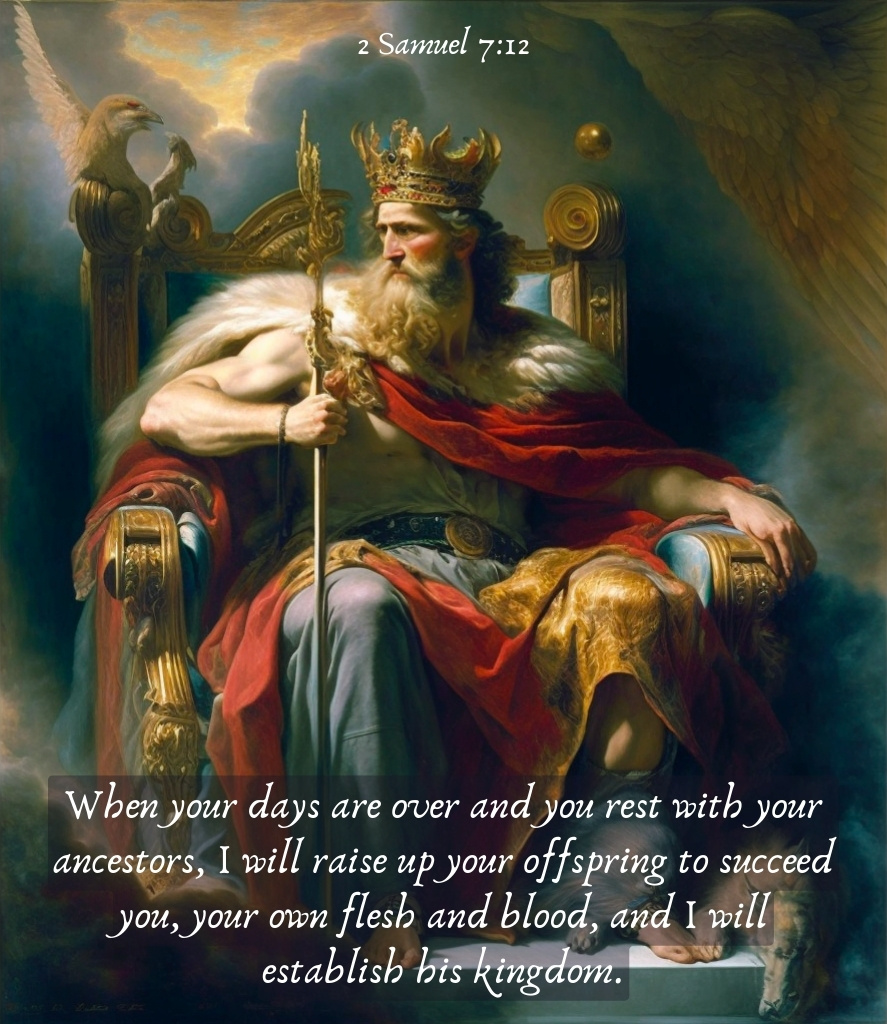 2 Samuel 7:12
When your days are over and you rest with your
ancestors, I will raise up your offspring to succeed
you, your own flesh and blood, and I will
establish his kingdom.